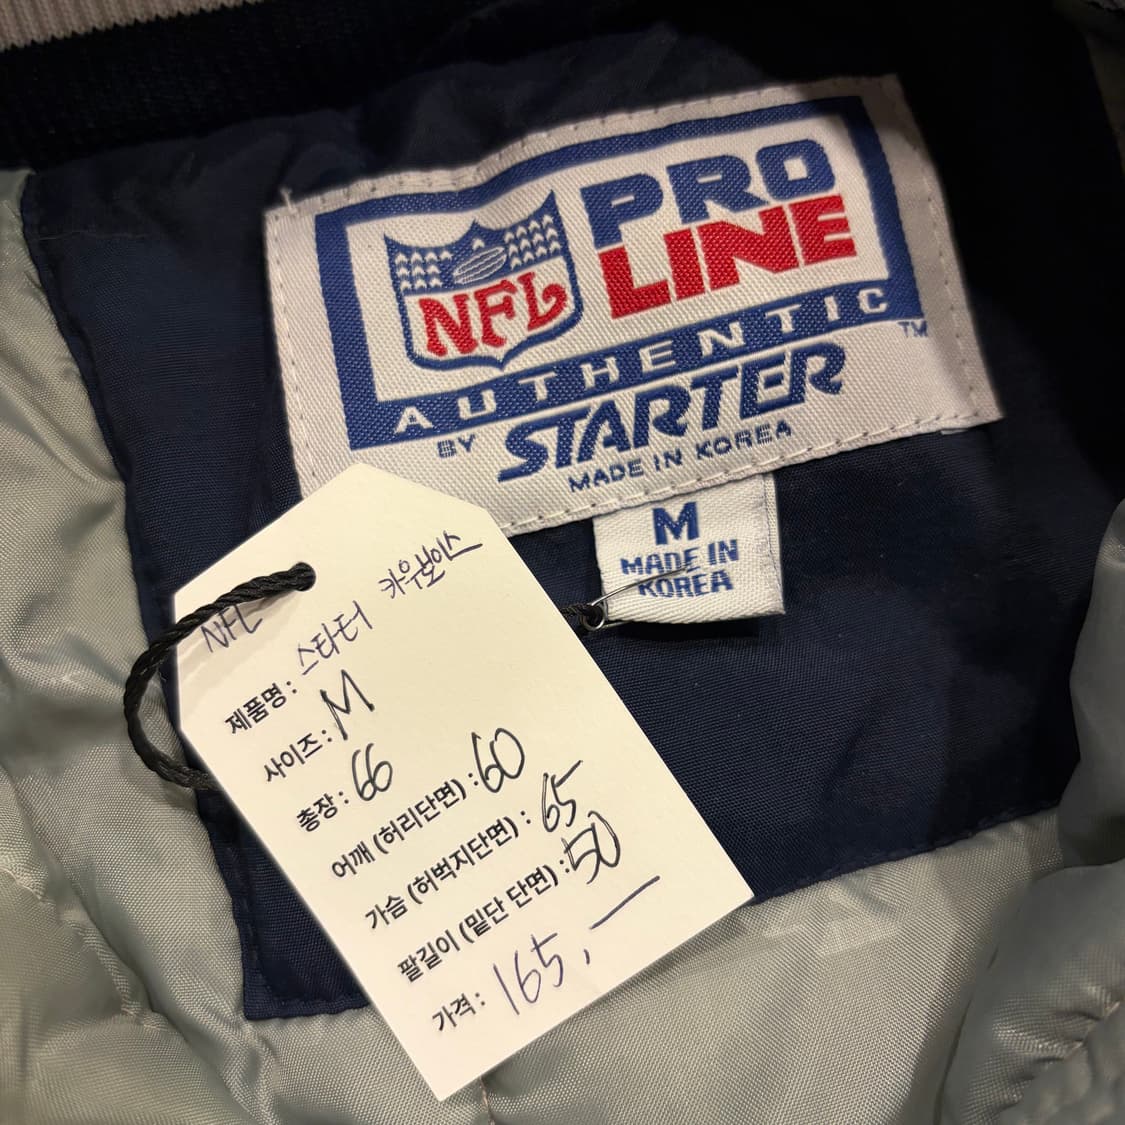 PRO
LINE
NFL
AUTHENTIC
TM
BY STARTER
MADE IN KOREA
M
MADE IN
KOREA
NFL
제품명 : 스타터 카우보이스
사이즈 : M
총장 : 66
어깨 (허리단면) : 60
가슴 (허벅지단면) : 65
팔길이 (밑단 단면) : 50
가격 : 165,—